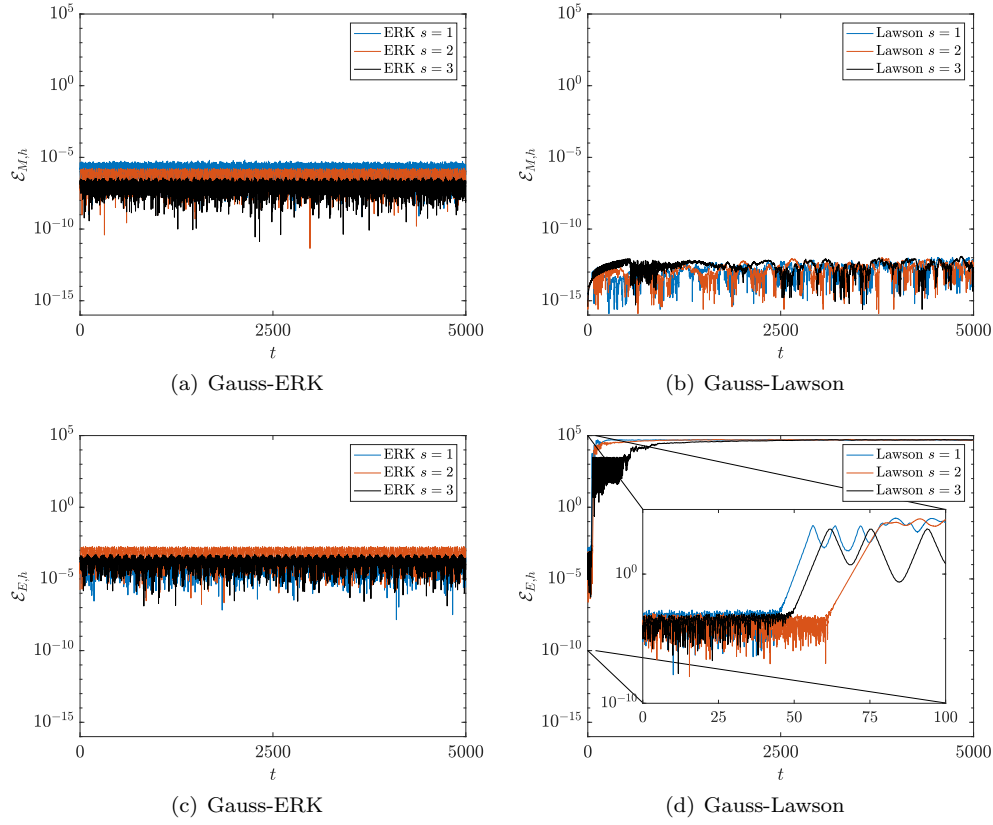 10^5
10^0
10^{-5}
10^{-10}
10^{-15}
\mathcal{E}_{M,h}
ERK s = 1
ERK s = 2
ERK s = 3
0
2500
5000
t
(a) Gauss-ERK
10^5
10^0
10^{-5}
10^{-10}
10^{-15}
\mathcal{E}_{M,h}
Lawson s = 1
Lawson s = 2
Lawson s = 3
0
2500
5000
t
(b) Gauss-Lawson
10^5
10^0
10^{-5}
10^{-10}
10^{-15}
\mathcal{E}_{E,h}
ERK s = 1
ERK s = 2
ERK s = 3
0
2500
5000
t
(c) Gauss-ERK
10^5
10^0
10^{-5}
10^{-10}
10^{-15}
\mathcal{E}_{E,h}
Lawson s = 1
Lawson s = 2
Lawson s = 3
10^0
10^{-10}
0
25
50
75
100
0
2500
5000
t
(d) Gauss-Lawson